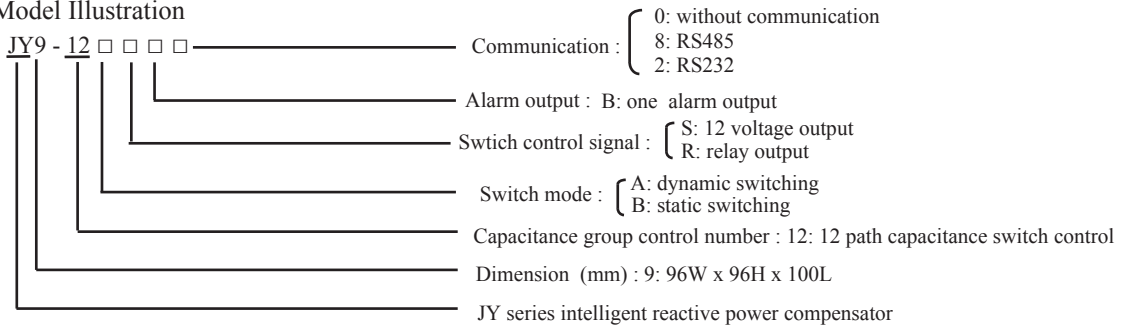 Model Illustration
JY9 - 12 □ □ □ □
Communication :
0: without communication
8: RS485
2: RS232
Alarm output : B: one alarm output
Swtich control signal :
S: 12 voltage output
R: relay output
Switch mode :
A: dynamic switching
B: static switching
Capacitance group control number : 12: 12 path capacitance switch control
Dimension (mm) : 9: 96W x 96H x 100L
JY series intelligent reactive power compensator